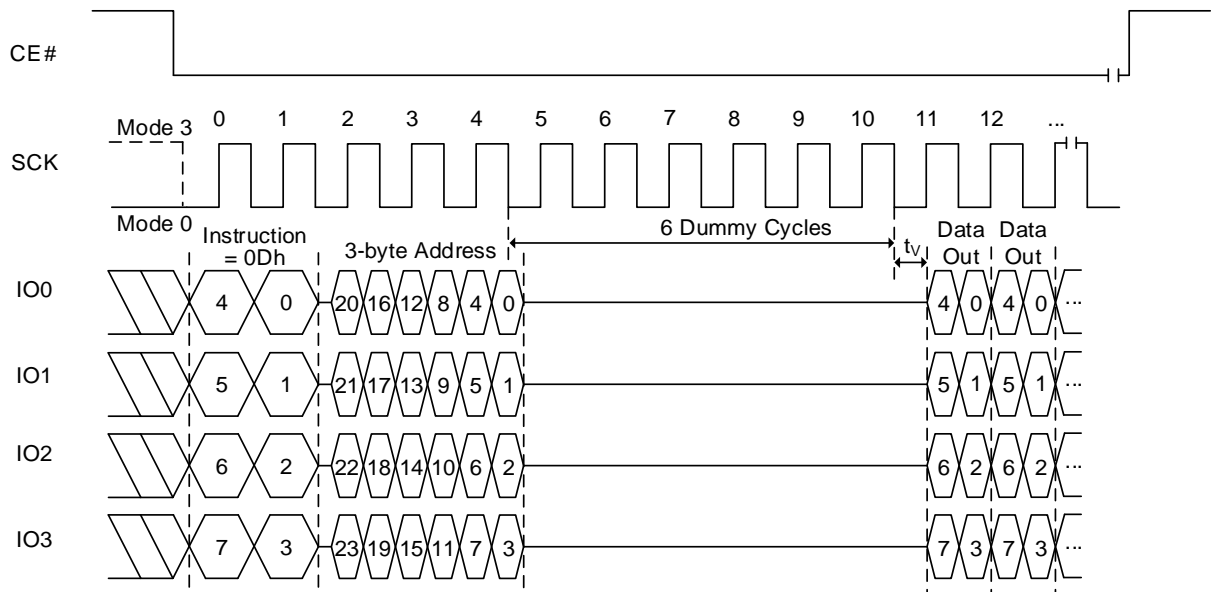 CE#
0 1 2 3 4 5 6 7 8 9 10 11 12 ...
Mode 3
SCK
Mode 0
Instruction = 0Dh
3-byte Address
6 Dummy Cycles
tV
Data Out
Data Out
IO0 4 0 20 16 12 8 4 0 4 0 4 0 ...
IO1 5 1 21 17 13 9 5 1 5 1 5 1 ...
IO2 6 2 22 18 14 10 6 2 6 2 6 2 ...
IO3 7 3 23 19 15 11 7 3 7 3 7 3 ...